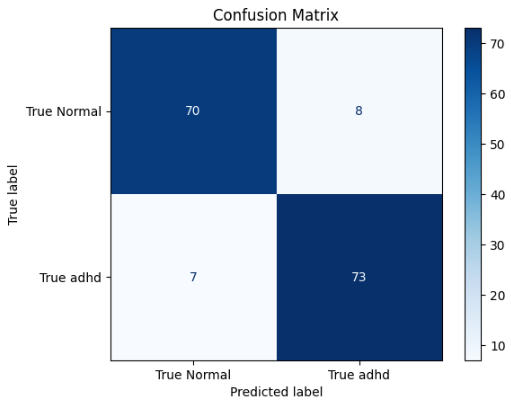 Confusion Matrix
True Normal
70
8
True adhd
7
73
True Normal
True adhd
Predicted label
True label
70
60
50
40
30
20
10